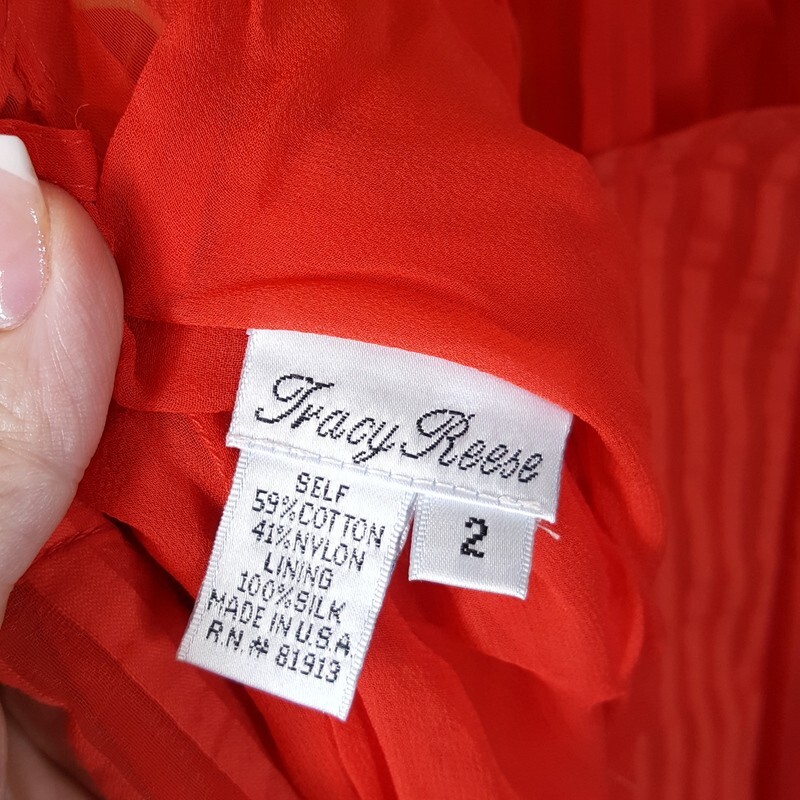 Tracy Reese
SELF
59%COTTON
41%NYLON
LINING
100%SILK
MADE IN U.S.A.
R.N.# 81913
2